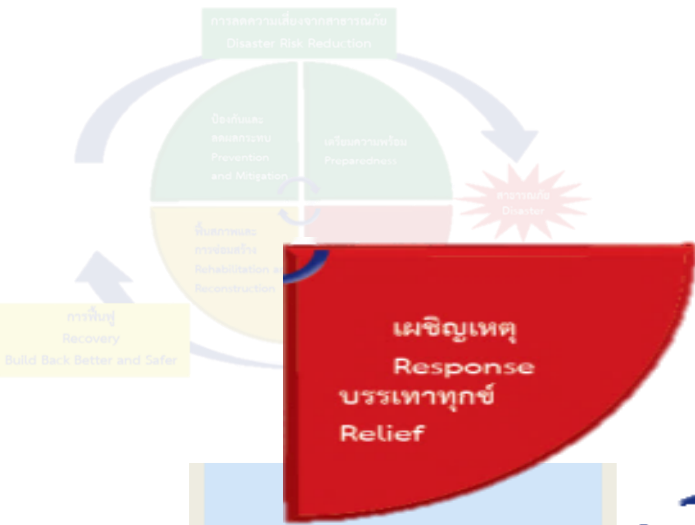 การลดความเสี่ยงจากสาธารณภัย
Disaster Risk Reduction
ป้องกันและ
ลดผลกระทบ
Prevention
and Mitigation
เตรียมความพร้อม
Preparedness
สาธารณภัย
Disaster
ฟื้นสภาพและ
การซ่อมสร้าง
Rehabilitation
Reconstruction
การฟื้นฟู
Recovery
Build Back Better and Safer
เผชิญเหตุ
Response
บรรเทาทุกข์
Relief